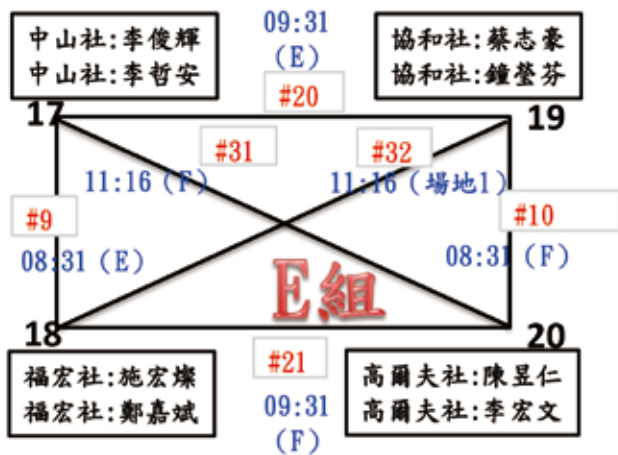 中山社:李俊輝
中山社:李哲安
09:31
(E)
協和社:蔡志豪
協和社:鐘瑩芬
#20
17
19
#31
#32
11:16 (F)
11:16 (場地1)
#9
#10
08:31 (E)
08:31 (F)
E組
18
20
#21
福宏社:施宏燦
福宏社:鄭嘉斌
09:31
(F)
高爾夫社:陳昱仁
高爾夫社:李宏文